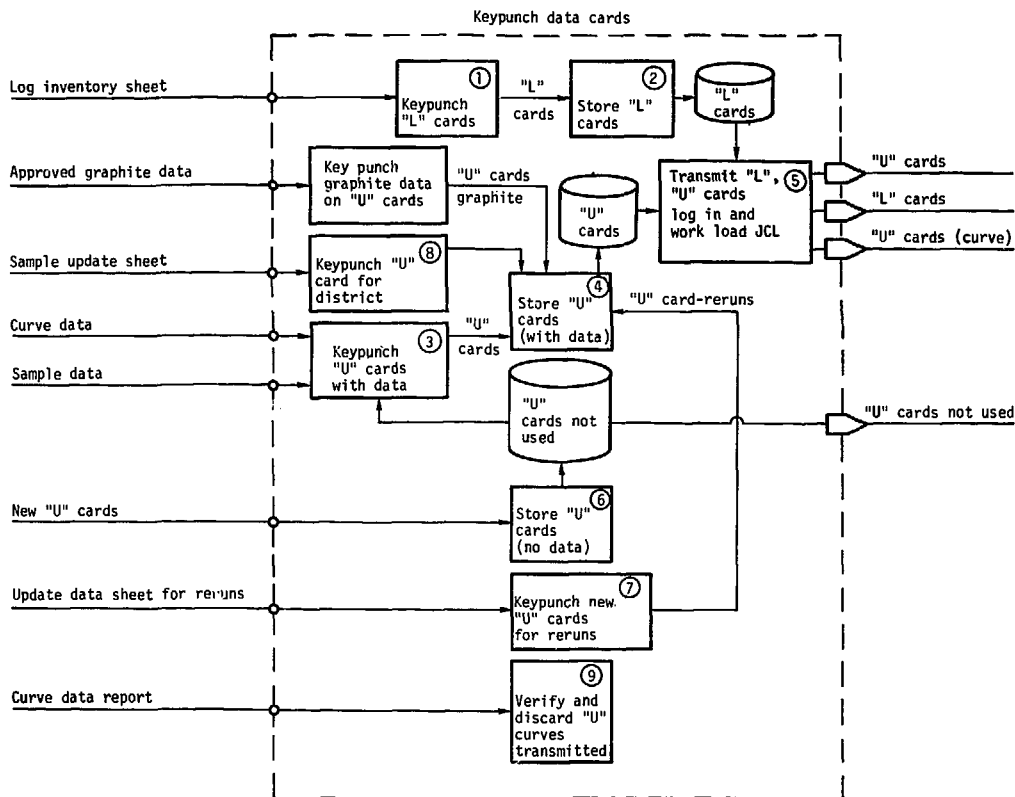 Keypunch data cards
Log inventory sheet
①
Keypunch
"L" cards
"L"
cards
②
Store "L"
cards
"L"
cards
Approved graphite data
Key punch
graphite data
on "U" cards
"U" cards
graphite
"U"
cards
Transmit "L",
"U" cards
log in and
work load JCL
⑤
"U" cards
"L" cards
"U" cards (curve)
Sample update sheet
⑧
Keypunch "U"
card for
district
④
Store "U"
cards
(with data)
"U" card-reruns
Curve data
Sample data
③
Keypunch
"U" cards
with data
"U"
cards
"U"
cards not
used
"U" cards not used
New "U" cards
⑥
Store "U"
cards
(no data)
Update data sheet for reruns
⑦
Keypunch new
"U" cards
for reruns
Curve data report
⑨
Verify and
discard "U"
curves
transmitted